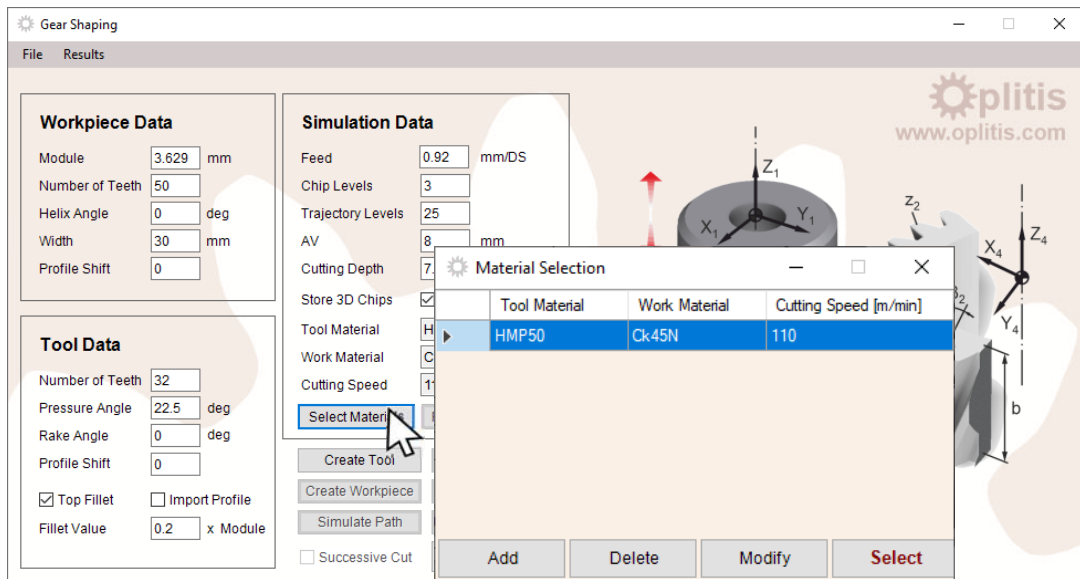 Gear Shaping
File Results
Oplitis
www.oplitis.com
Workpiece Data
Module 3.629 mm
Number of Teeth 50
Helix Angle 0 deg
Width 30 mm
Profile Shift 0
Tool Data
Number of Teeth 32
Pressure Angle 22.5 deg
Rake Angle 0 deg
Profile Shift 0
Top Fillet Import Profile
Fillet Value 0.2 x Module
Simulation Data
Feed 0.92 mm/DS
Chip Levels 3
Trajectory Levels 25
AV 8 mm
Cutting Depth 7.
Store 3D Chips
Tool Material H
Work Material C
Cutting Speed 11
Select Materials
Create Tool
Create Workpiece
Simulate Path
Successive Cut
Material Selection
Tool Material Work Material Cutting Speed [m/min]
HMP50 Ck45N 110
Add Delete Modify Select
Z1
X1 Y1
Z2
Z4
X4
Y4
b